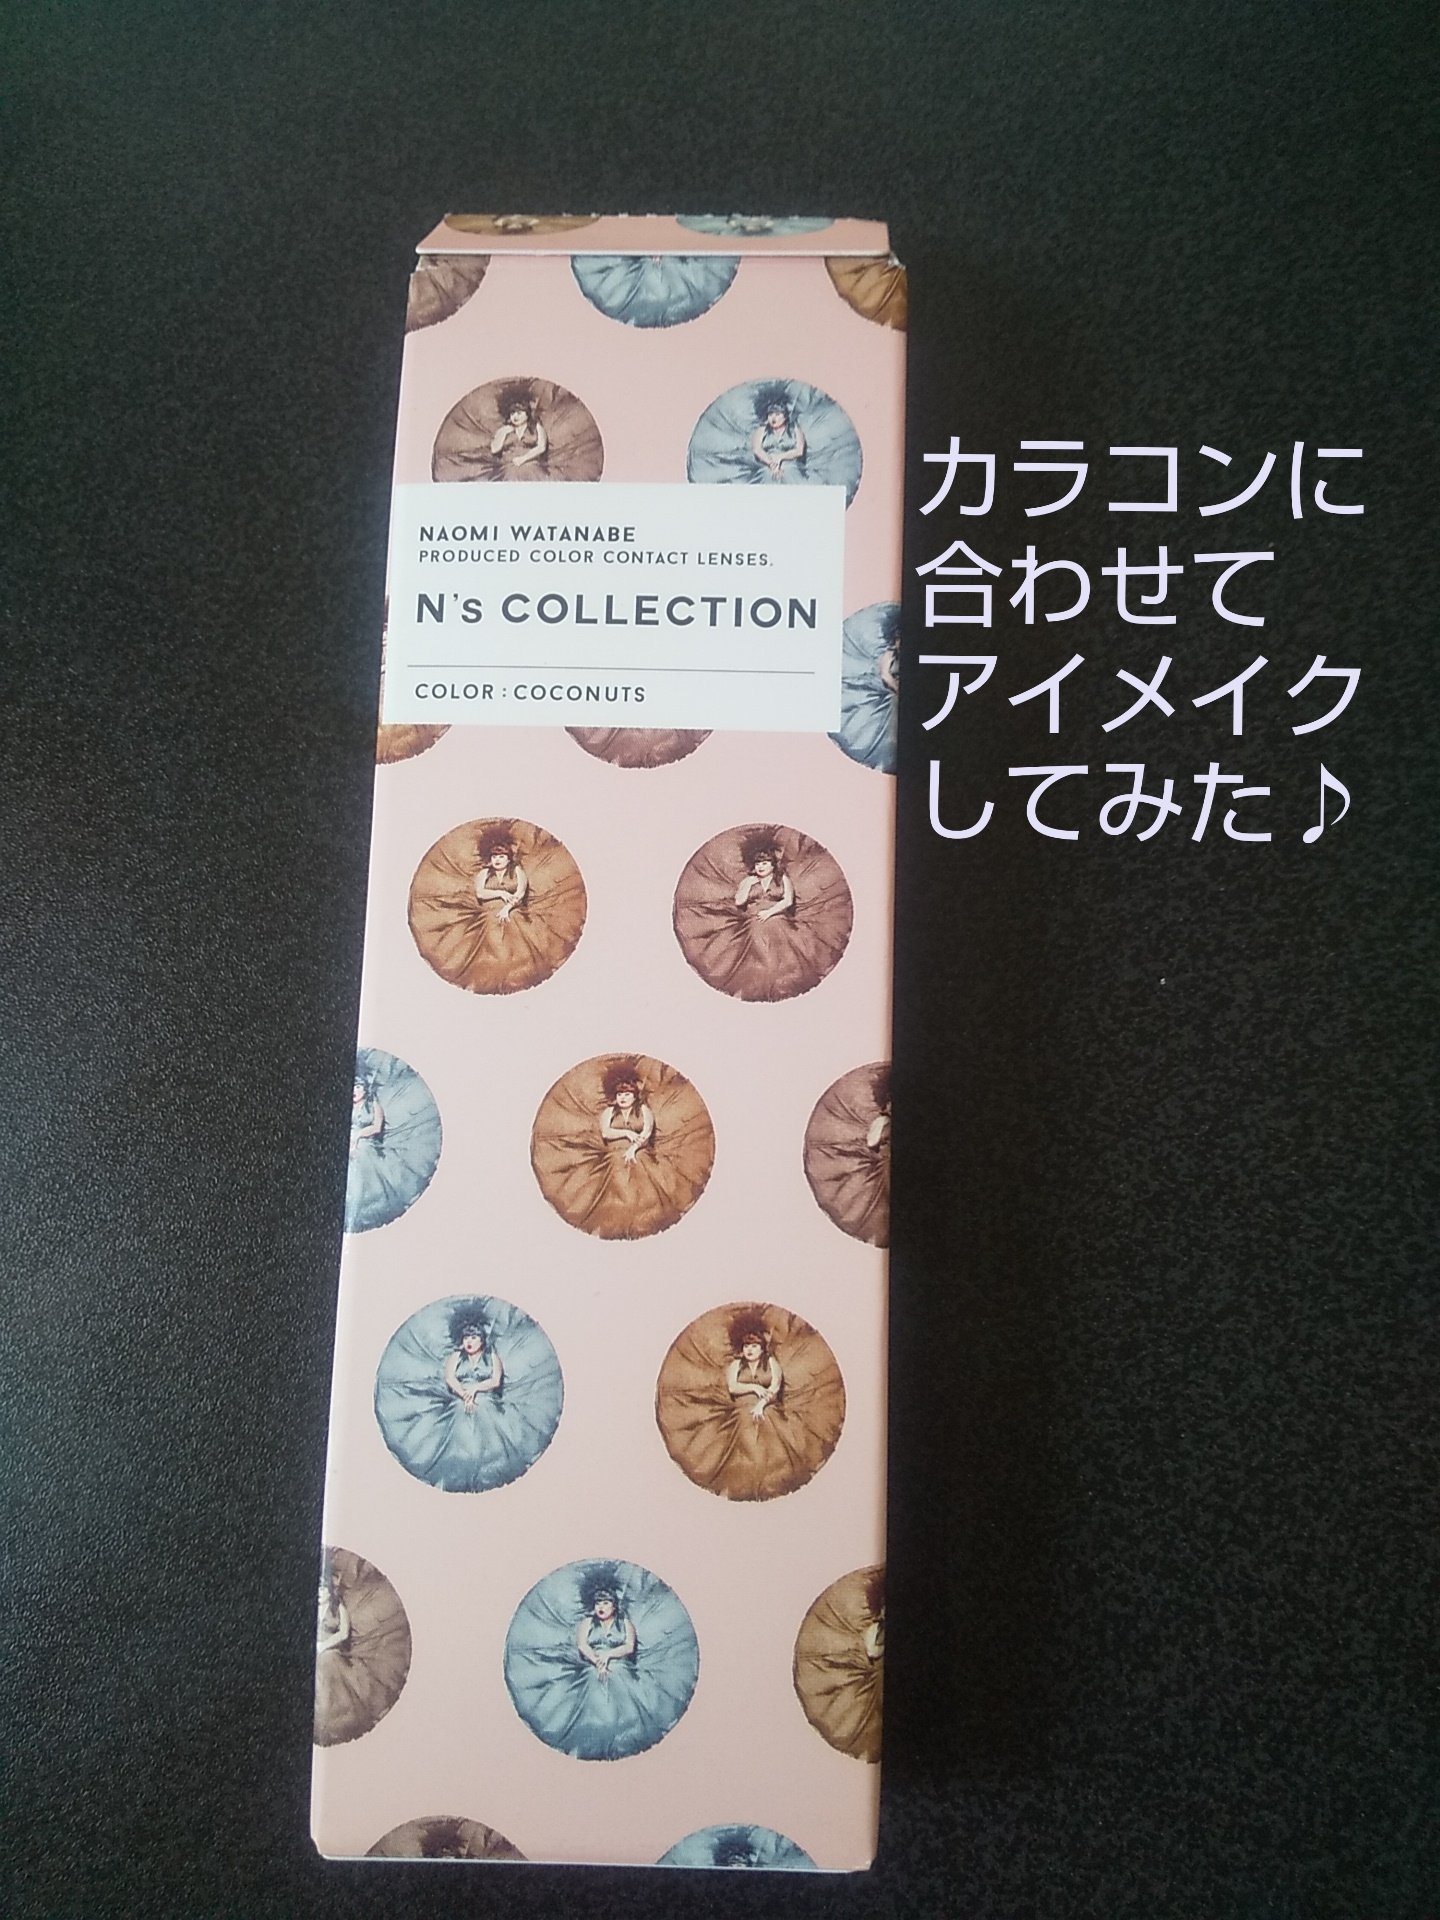 NAOMI WATANABE
PRODUCED COLOR CONTACT LENSES.
N's COLLECTION
COLOR : COCONUTS
カラコンに
合わせて
アイメイク
してみた♪